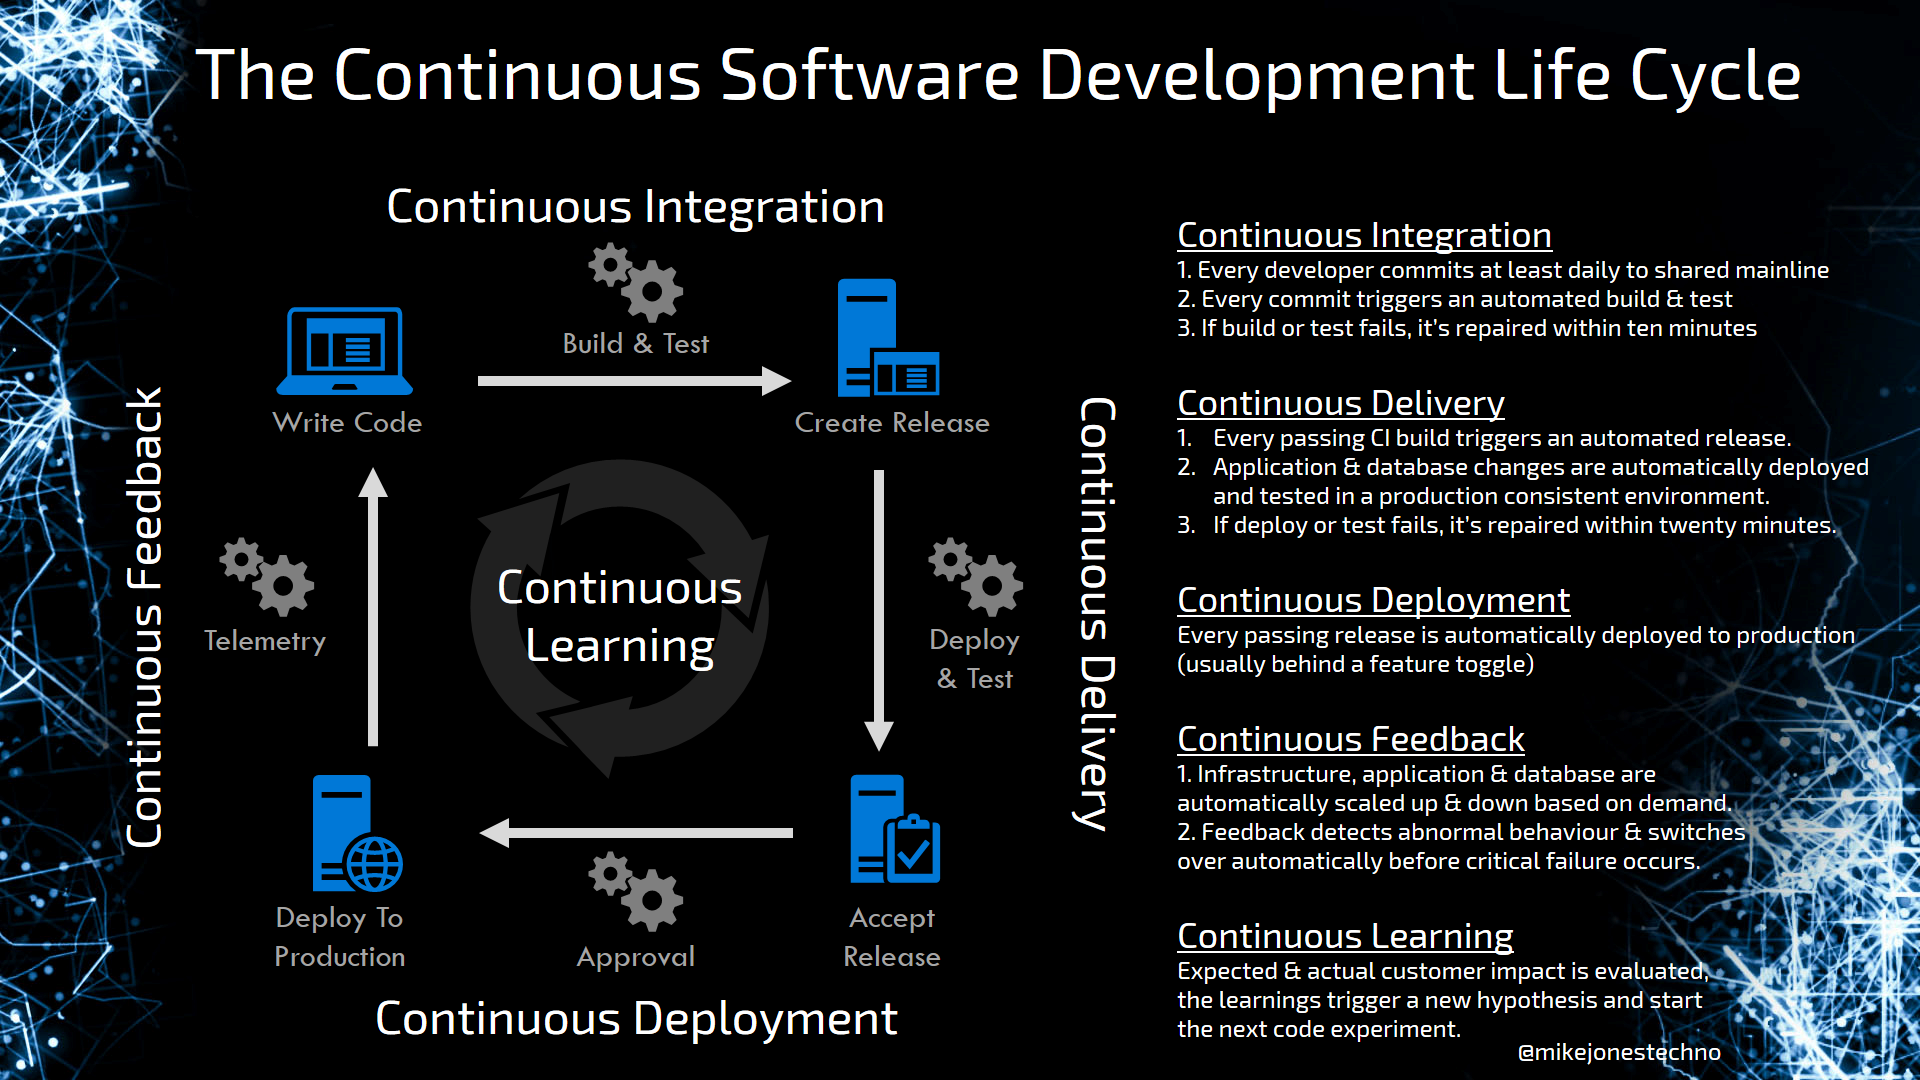 The Continuous Software Development Life Cycle
Continuous Integration
Build & Test
Write Code
Create Release
Continuous Feedback
Telemetry
Continuous
Learning
Deploy
& Test
Continuous Delivery
Deploy To
Production
Approval
Accept
Release
Continuous Deployment
Continuous Integration
1. Every developer commits at least daily to shared mainline
2. Every commit triggers an automated build & test
3. If build or test fails, it's repaired within ten minutes
Continuous Delivery
1. Every passing CI build triggers an automated release.
2. Application & database changes are automatically deployed
and tested in a production consistent environment.
3. If deploy or test fails, it's repaired within twenty minutes.
Continuous Deployment
Every passing release is automatically deployed to production
(usually behind a feature toggle)
Continuous Feedback
1. Infrastructure, application & database are
automatically scaled up & down based on demand.
2. Feedback detects abnormal behaviour & switches
over automatically before critical failure occurs.
Continuous Learning
Expected & actual customer impact is evaluated,
the learnings trigger a new hypothesis and start
the next code experiment.
@mikejonestechno